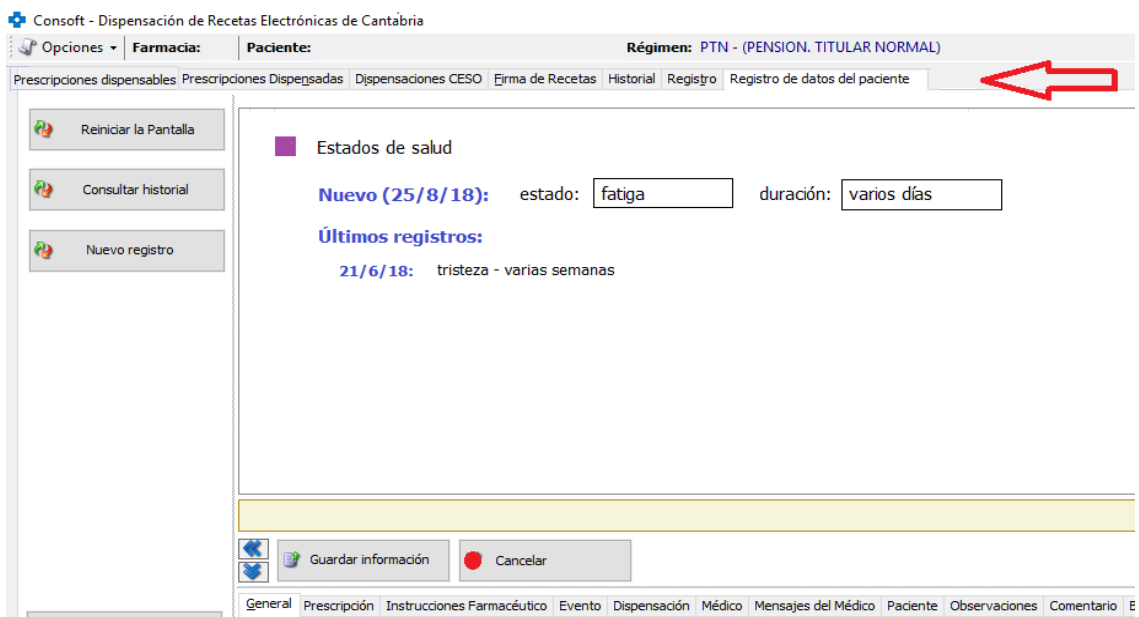 Consoft - Dispensación de Recetas Electrónicas de Cantabria
Opciones Farmacia: Paciente: Régimen: PTN - (PENSION. TITULAR NORMAL)
Prescripciones dispensables Prescripciones Dispensadas Dispensaciones CESO Firma de Recetas Historial Registro Registro de datos del paciente
Reiniciar la Pantalla
Estados de salud
Consultar historial
Nuevo (25/8/18): estado: fatiga duración: varios días
Últimos registros:
Nuevo registro
21/6/18: tristeza - varias semanas
Guardar información Cancelar
General Prescripción Instrucciones Farmacéutico Evento Dispensación Médico Mensajes del Médico Paciente Observaciones Comentario